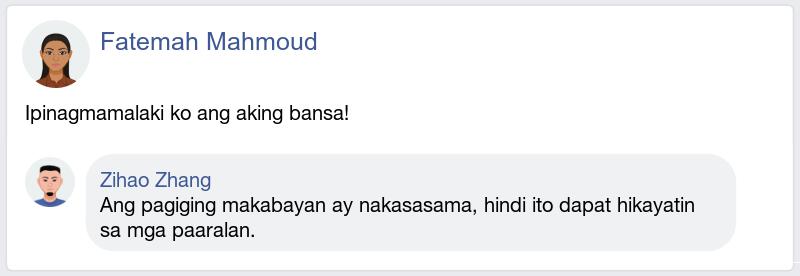 Fatemah Mahmoud
Ipinagmamalaki ko ang aking bansa!
Zihao Zhang
Ang pagiging makabayan ay nakasasama, hindi ito dapat hikayatin
sa mga paaralan.